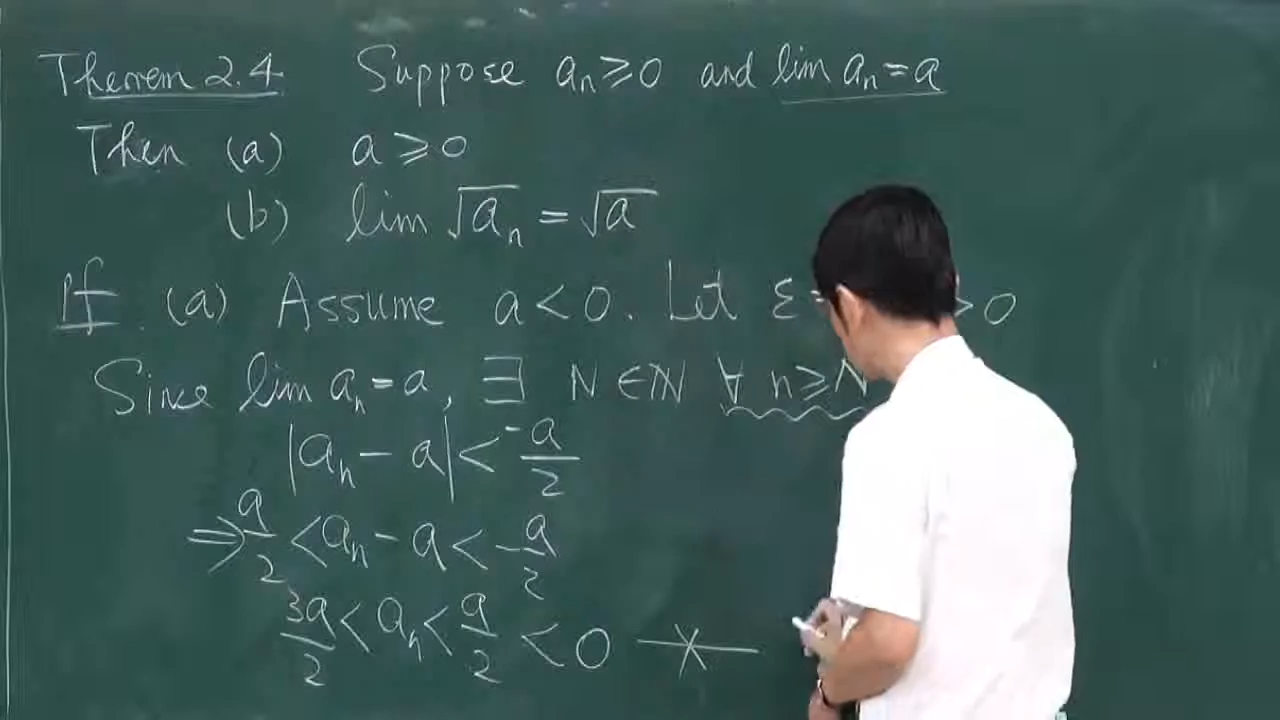 Theorem 2.4 Suppose aₙ ≥ 0 and lim aₙ = a
Then (a) a ≥ 0
(b) lim √aₙ = √a
Pf. (a) Assume a < 0. Let ε = > 0
Since lim aₙ = a, ∃ N ∈ ℕ ∀ n ≥ N
|aₙ - a| < -a/2
⇒ a/2 < aₙ - a < -a/2
3a/2 < aₙ < a/2 < 0 ※